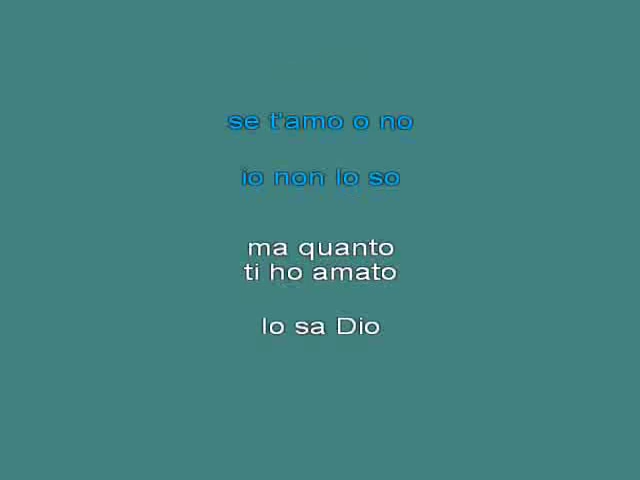 se t'amo o no
io non lo so
ma quanto
ti ho amato
lo sa Dio